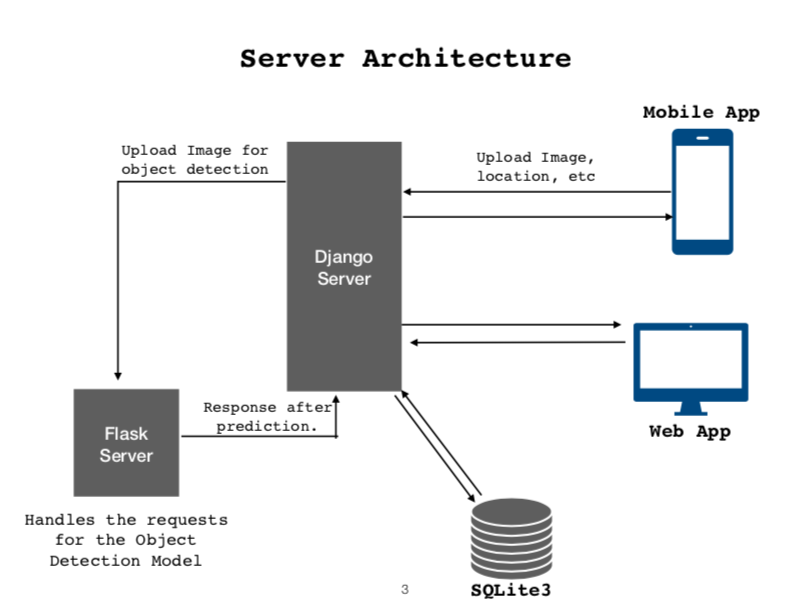 Server Architecture
Mobile App
Upload Image for
object detection
Upload Image,
location, etc
Django
Server
Response after
prediction.
Flask
Server
Web App
Handles the requests
for the Object
Detection Model
3
SQLite3